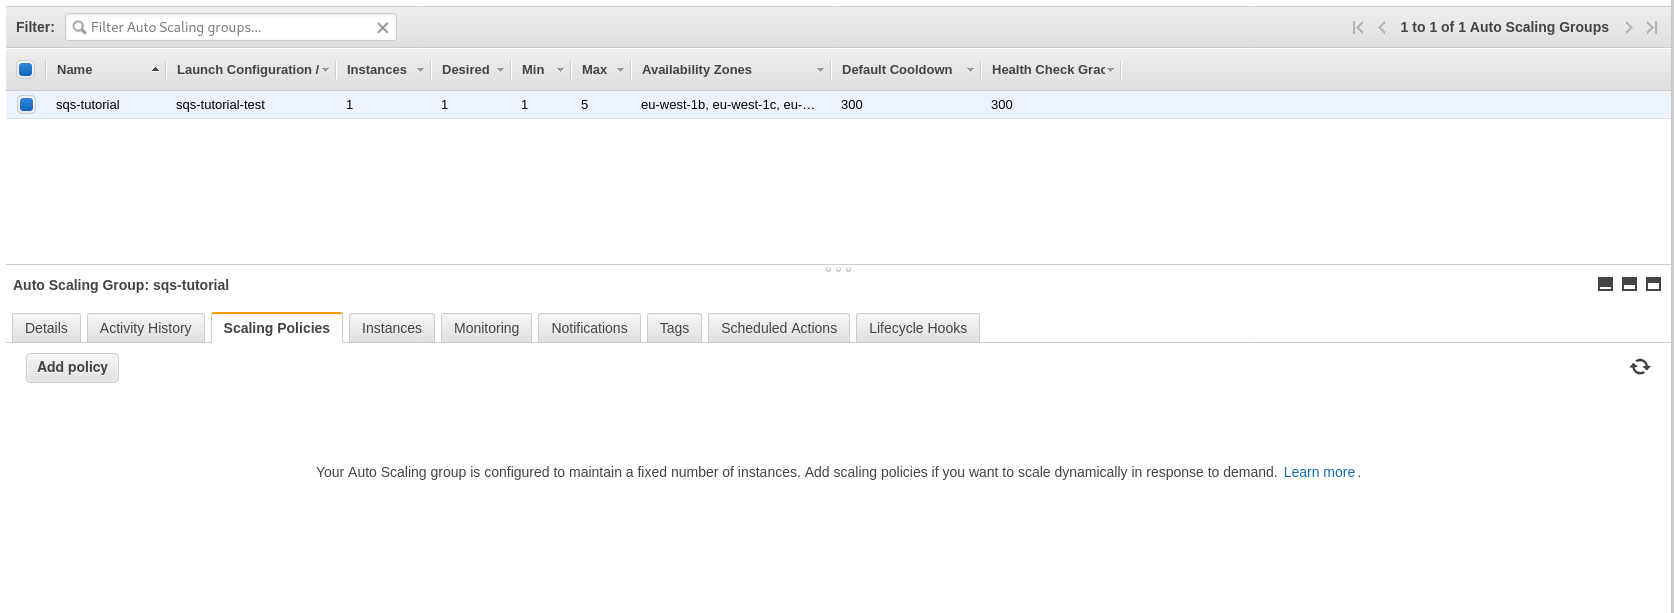 Filter: Filter Auto Scaling groups... 1 to 1 of 1 Auto Scaling Groups
Name Launch Configuration / Instances Desired Min Max Availability Zones Default Cooldown Health Check Grac
sqs-tutorial sqs-tutorial-test 1 1 1 5 eu-west-1b, eu-west-1c, eu-... 300 300
Auto Scaling Group: sqs-tutorial
Details Activity History Scaling Policies Instances Monitoring Notifications Tags Scheduled Actions Lifecycle Hooks
Add policy
Your Auto Scaling group is configured to maintain a fixed number of instances. Add scaling policies if you want to scale dynamically in response to demand. Learn more.